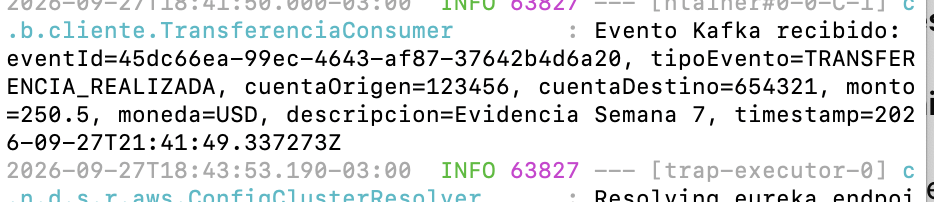 2026-09-27T18:41:50.000-03:00  INFO 63827 --- [ntainer#0-0-C-1] c
.b.cliente.TransferenciaConsumer        : Evento Kafka recibido:
eventId=45dc66ea-99ec-4643-af87-37642b4d6a20, tipoEvento=TRANSFER
ENCIA_REALIZADA, cuentaOrigen=123456, cuentaDestino=654321, monto
=250.5, moneda=USD, descripcion=Evidencia Semana 7, timestamp=202
6-09-27T21:41:49.337273Z
2026-09-27T18:43:53.190-03:00  INFO 63827 --- [trap-executor-0] c
.n.d.s.r.aws.ConfigClusterResolver      : Resolving eureka endpoi